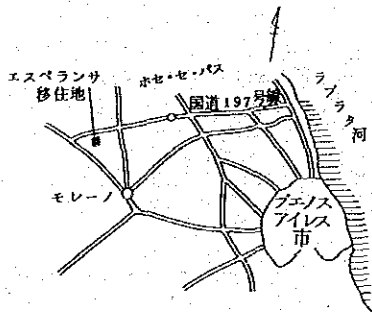 エスペランサ
移住地
ホセ・セ・パス
国道197号線
ラプラタ河
モレーノ
ブエノス
アイレス
市